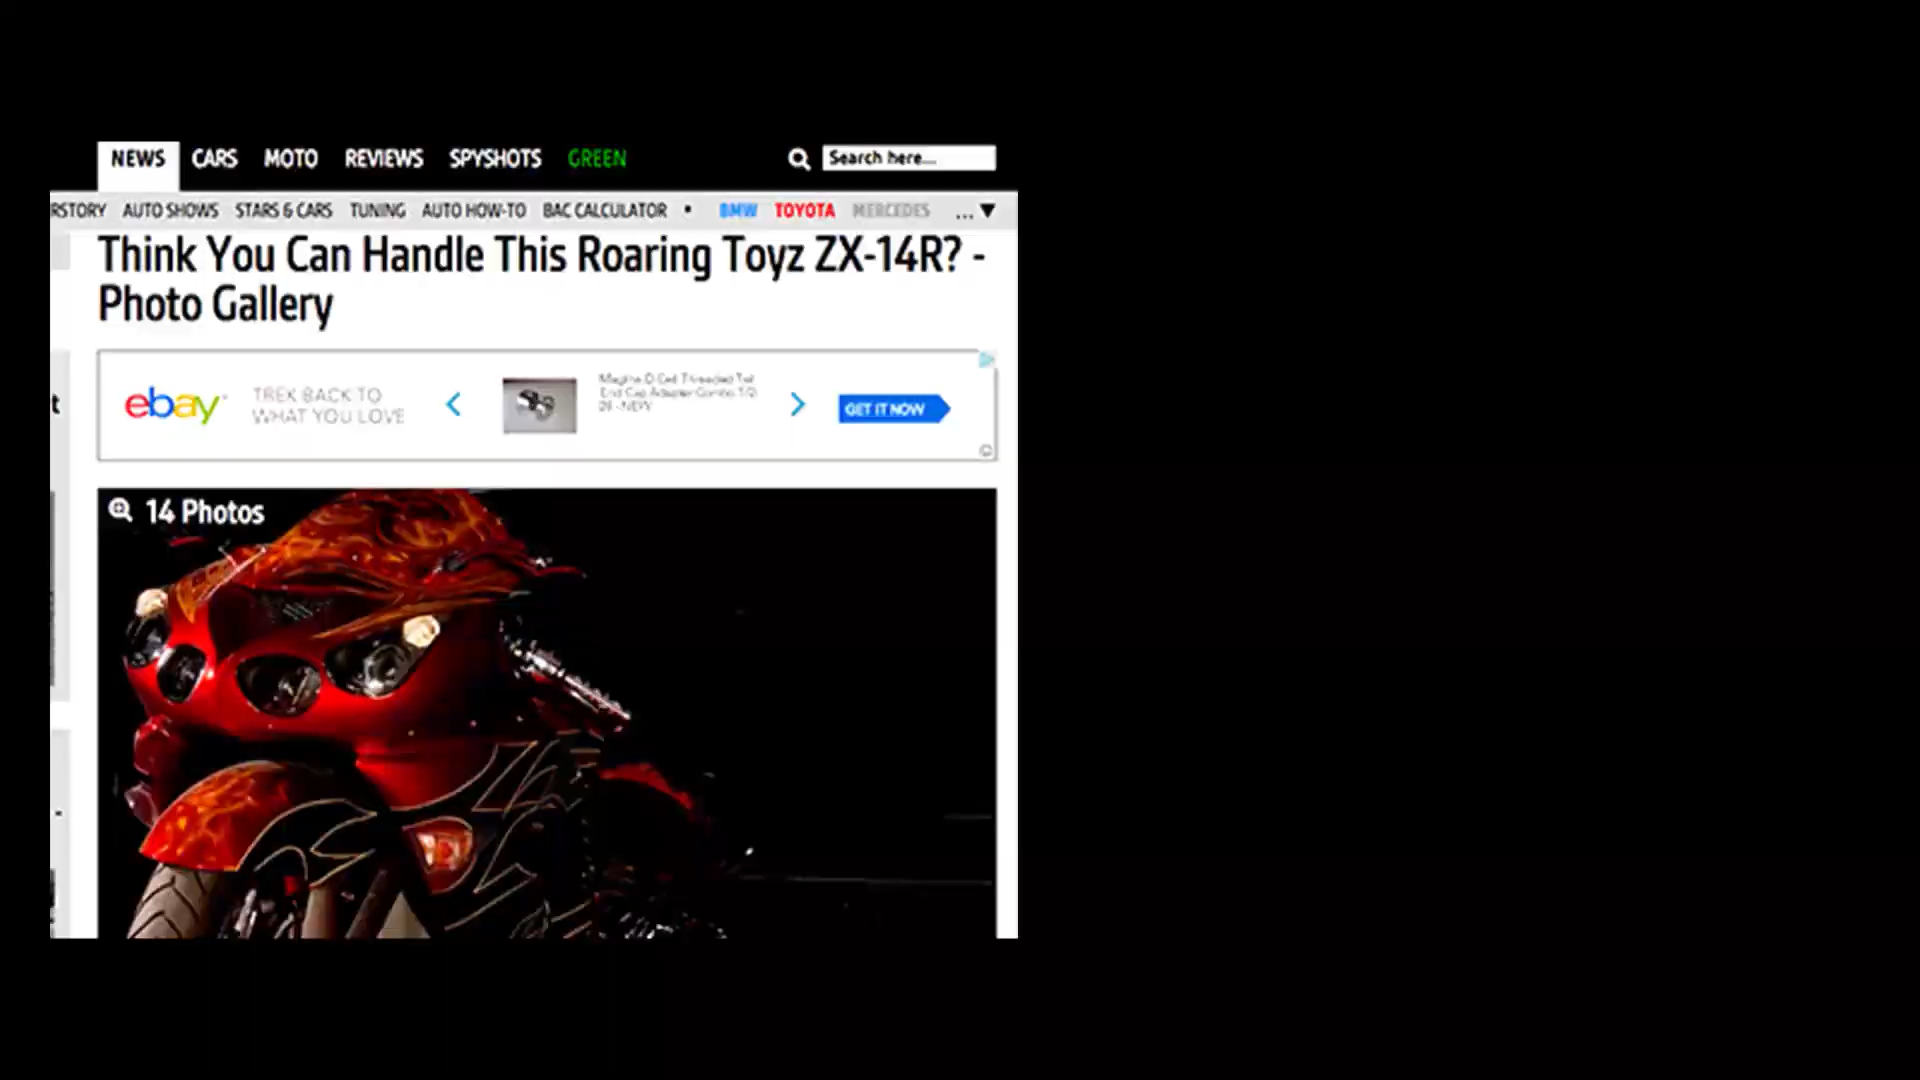 NEWS CARS MOTO REVIEWS SPYSHOTS GREEN Search here...
RSTORY AUTO SHOWS STARS & CARS TUNING AUTO HOW-TO BAC CALCULATOR • BMW TOYOTA MERCEDES ...
Think You Can Handle This Roaring Toyz ZX-14R? -
Photo Gallery
ebay
TREK BACK TO
WHAT YOU LOVE
GET IT NOW
14 Photos